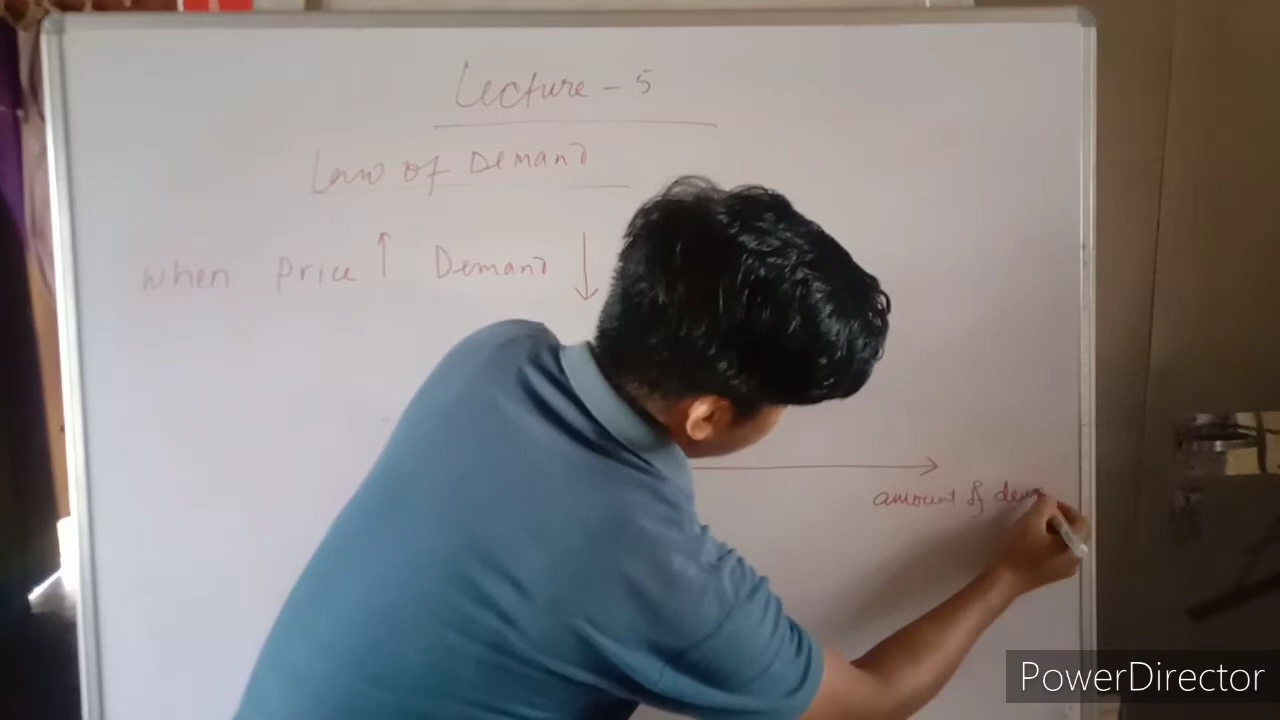 Lecture - 5
Law of Demand
When Price ↑ Demand ↓
amount of dem
PowerDirector